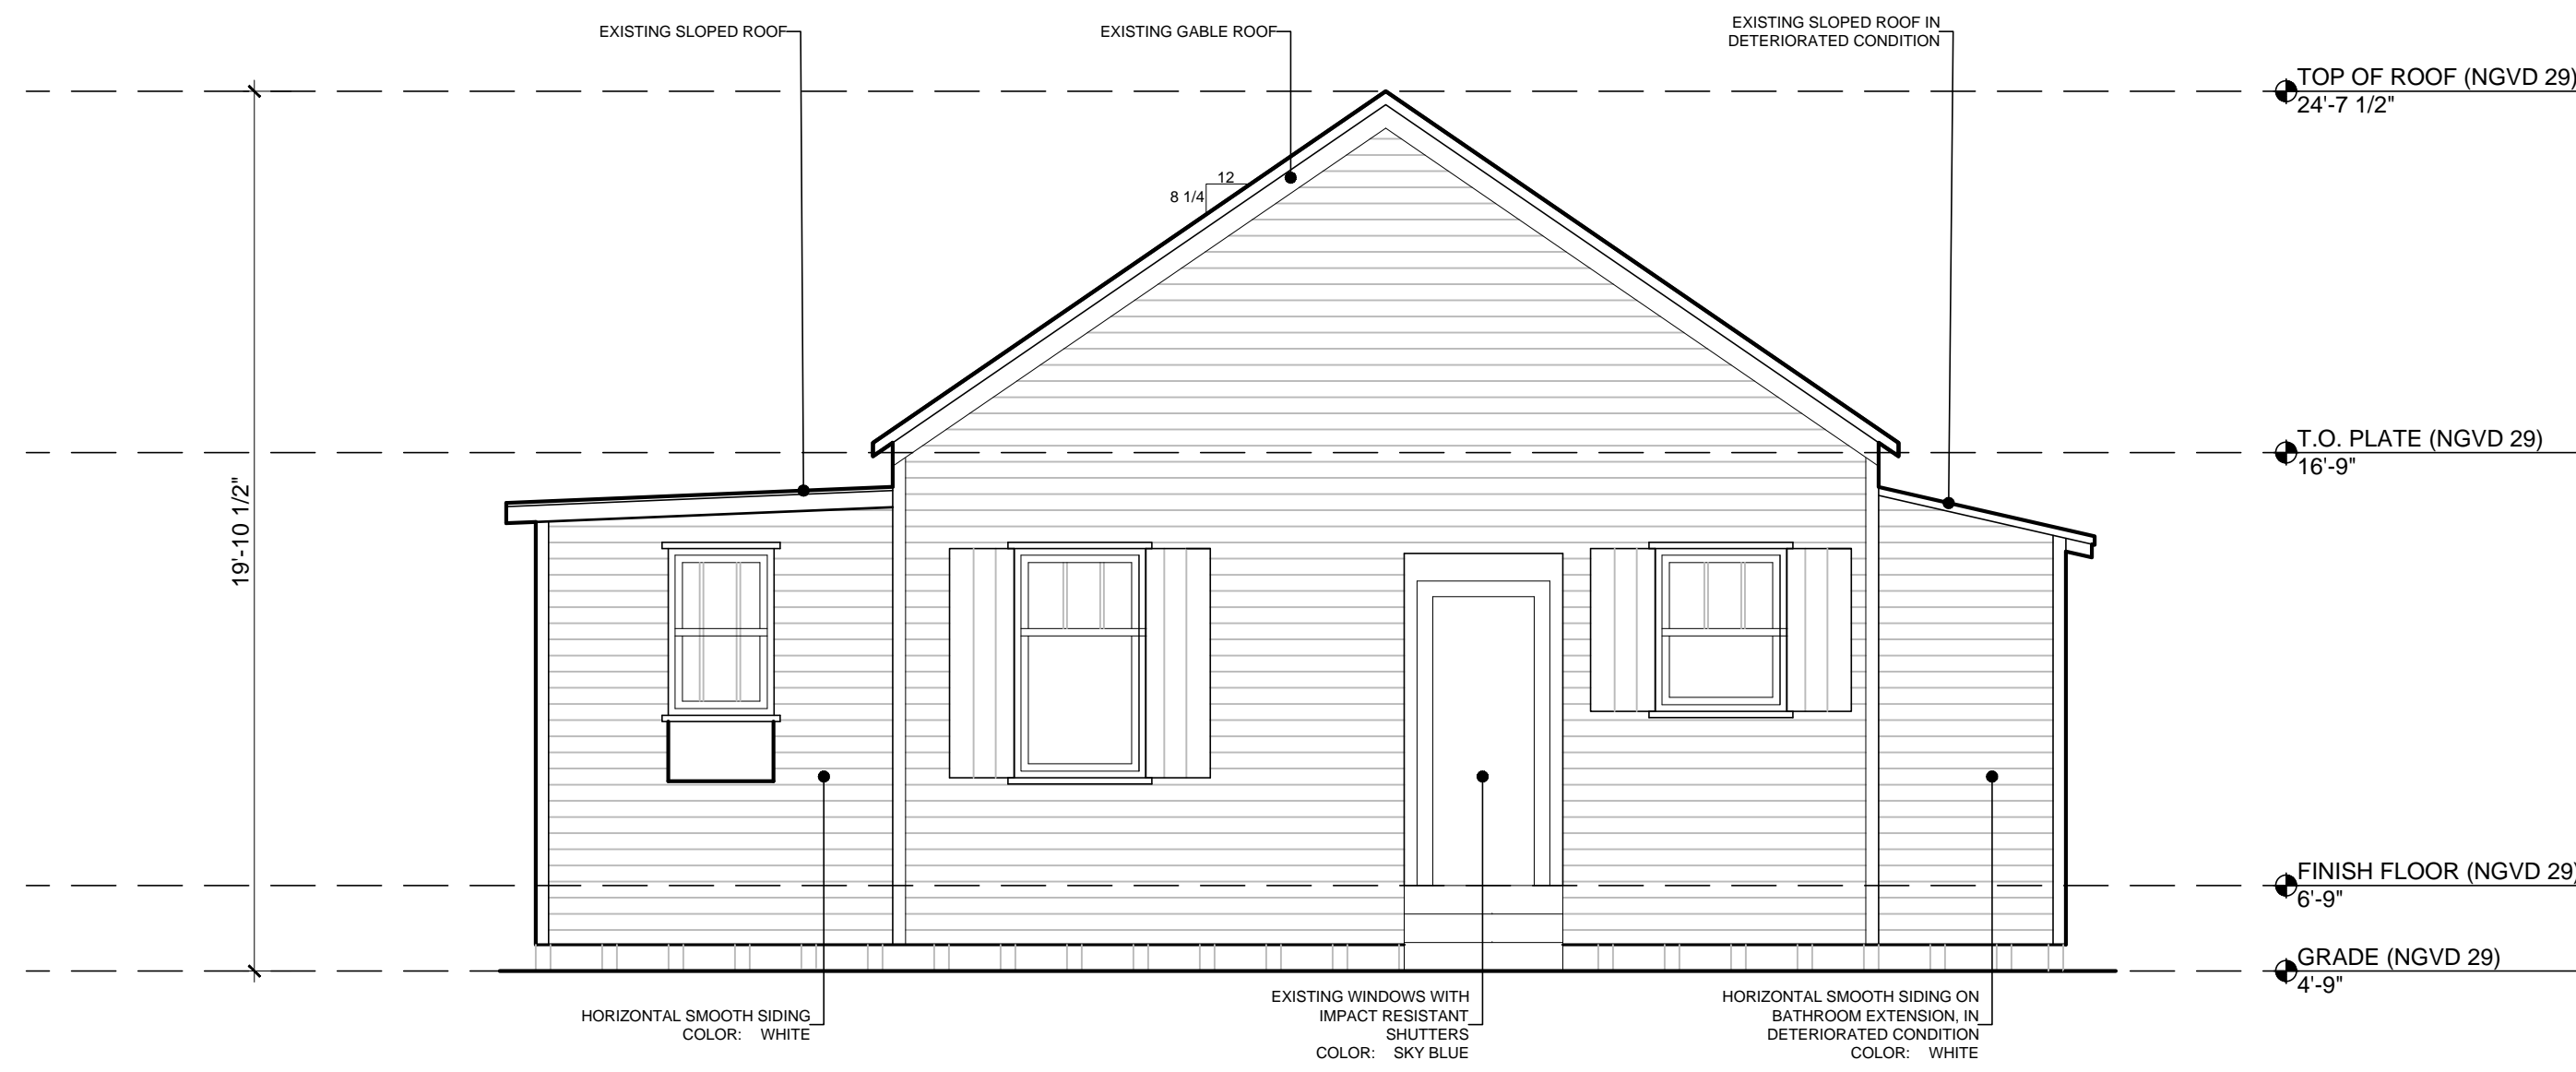 EXISTING SLOPED ROOF
EXISTING GABLE ROOF
EXISTING SLOPED ROOF IN
DETERIORATED CONDITION
TOP OF ROOF (NGVD 29)
24'-7 1/2"
12
8 1/4
T.O. PLATE (NGVD 29)
16'-9"
19'-10 1/2"
FINISH FLOOR (NGVD 29)
6'-9"
GRADE (NGVD 29)
4'-9"
HORIZONTAL SMOOTH SIDING
COLOR: WHITE
EXISTING WINDOWS WITH
IMPACT RESISTANT
SHUTTERS
COLOR: SKY BLUE
HORIZONTAL SMOOTH SIDING ON
BATHROOM EXTENSION, IN
DETERIORATED CONDITION
COLOR: WHITE